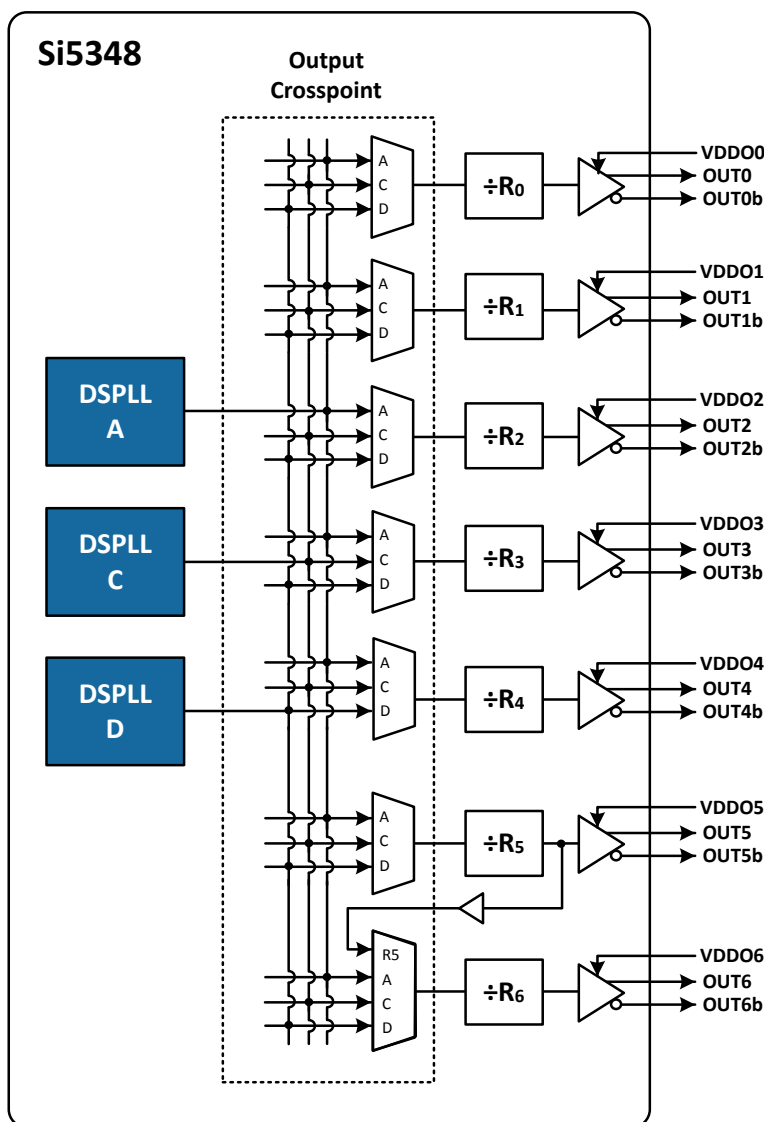 Si5348
Output
Crosspoint
A
C
D
÷R0
VDDO0
OUT0
OUT0b
A
C
D
÷R1
VDDO1
OUT1
OUT1b
DSPLL
A
A
C
D
÷R2
VDDO2
OUT2
OUT2b
DSPLL
C
A
C
D
÷R3
VDDO3
OUT3
OUT3b
DSPLL
D
A
C
D
÷R4
VDDO4
OUT4
OUT4b
A
C
D
÷R5
VDDO5
OUT5
OUT5b
R5
A
C
D
÷R6
VDDO6
OUT6
OUT6b